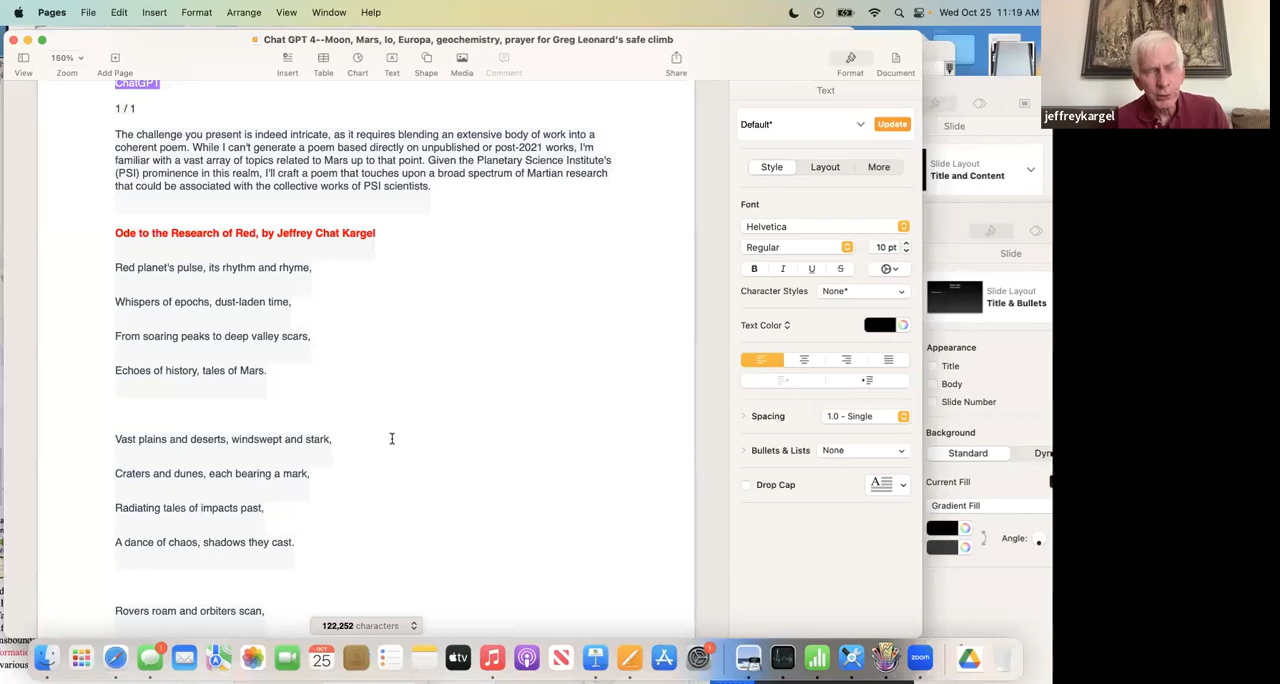 Pages File Edit Insert Format Arrange View Window Help Wed Oct 25 11:19 AM
Chat GPT 4--Moon, Mars, Io, Europa, geochemistry, prayer for Greg Leonard's safe climb
150%
View Zoom Add Page Insert Table Chart Text Shape Media Comment Share Format Document
jeffreykargel
ChatGPT
1 / 1
The challenge you present is indeed intricate, as it requires blending an extensive body of work into a
coherent poem. While I can't generate a poem based directly on unpublished or post-2021 works, I'm
familiar with a vast array of topics related to Mars up to that point. Given the Planetary Science Institute's
(PSI) prominence in this realm, I'll craft a poem that touches upon a broad spectrum of Martian research
that could be associated with the collective works of PSI scientists.
Ode to the Research of Red, by Jeffrey Chat Kargel
Red planet's pulse, its rhythm and rhyme,
Whispers of epochs, dust-laden time,
From soaring peaks to deep valley scars,
Echoes of history, tales of Mars.
Vast plains and deserts, windswept and stark,
Craters and dunes, each bearing a mark,
Radiating tales of impacts past,
A dance of chaos, shadows they cast.
Rovers roam and orbiters scan,
122,252 characters
Text
Default*
Update
Style Layout More
Font
Helvetica
Regular 10 pt
B I U S
Character Styles None*
Text Color
Spacing 1.0 - Single
Bullets & Lists None
Drop Cap
A
Slide
Slide Layout
Title and Content
Slide
Slide Layout
Title & Bullets
Appearance
Title
Body
Slide Number
Background
Standard Dyn
Current Fill
Gradient Fill
Angle:
OCT
25
tv
zoom
1
1